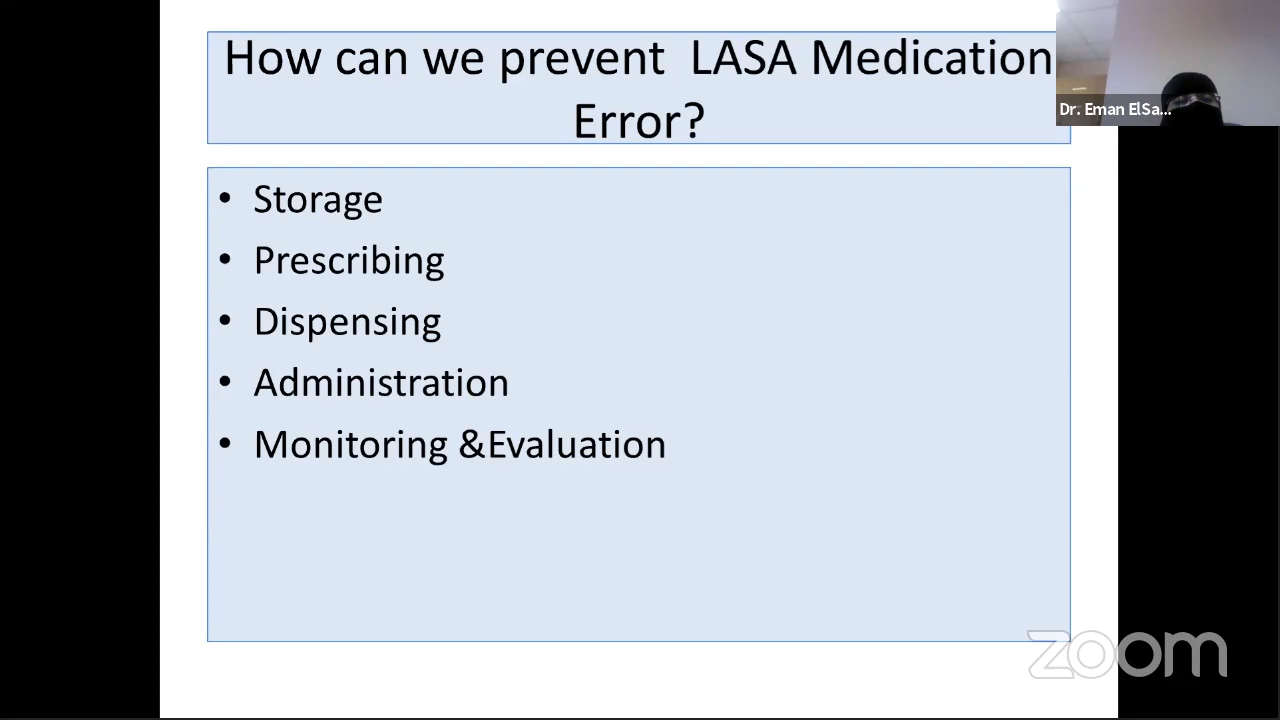 How can we prevent LASA Medication
Error?
Dr. Eman ElSa...
• Storage
• Prescribing
• Dispensing
• Administration
• Monitoring &Evaluation
zoom